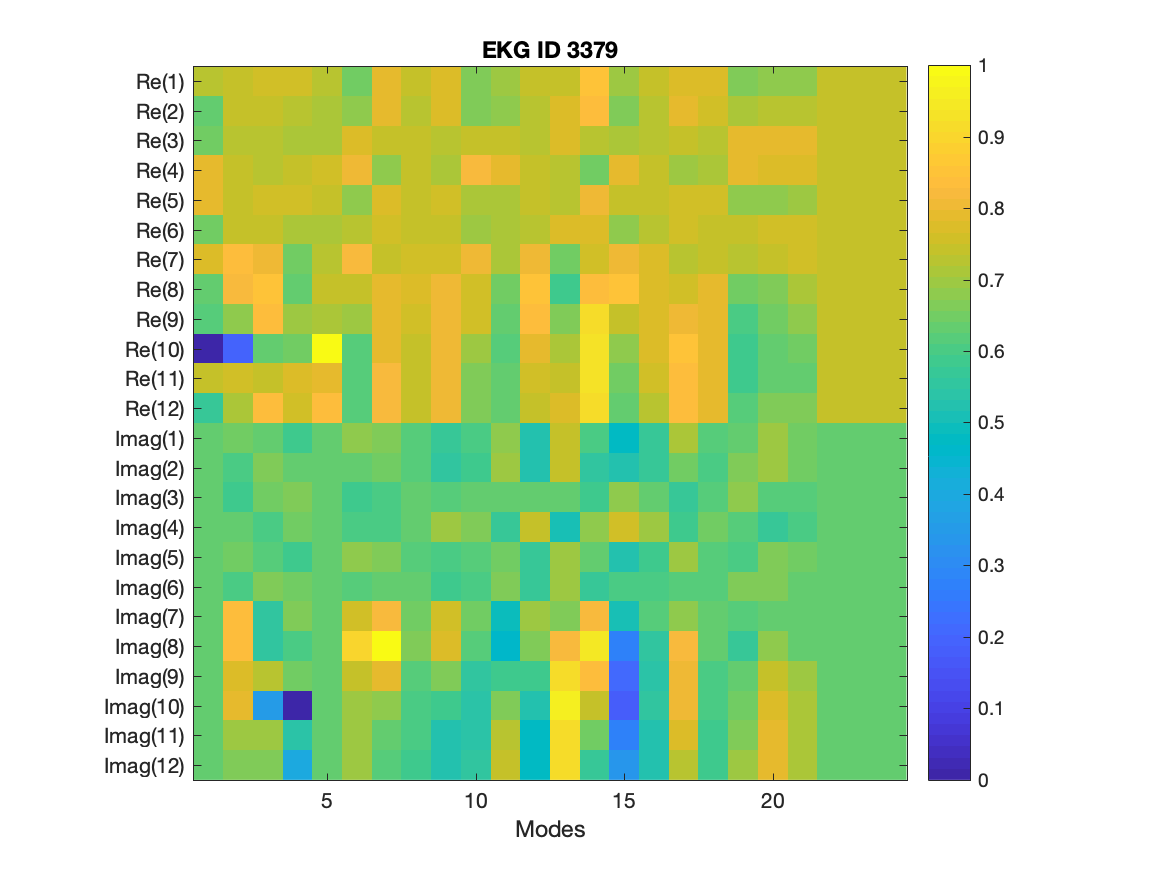 EKG ID 3379
Re(1)
Re(2)
Re(3)
Re(4)
Re(5)
Re(6)
Re(7)
Re(8)
Re(9)
Re(10)
Re(11)
Re(12)
Imag(1)
Imag(2)
Imag(3)
Imag(4)
Imag(5)
Imag(6)
Imag(7)
Imag(8)
Imag(9)
Imag(10)
Imag(11)
Imag(12)
5 10 15 20
Modes
1
0.9
0.8
0.7
0.6
0.5
0.4
0.3
0.2
0.1
0